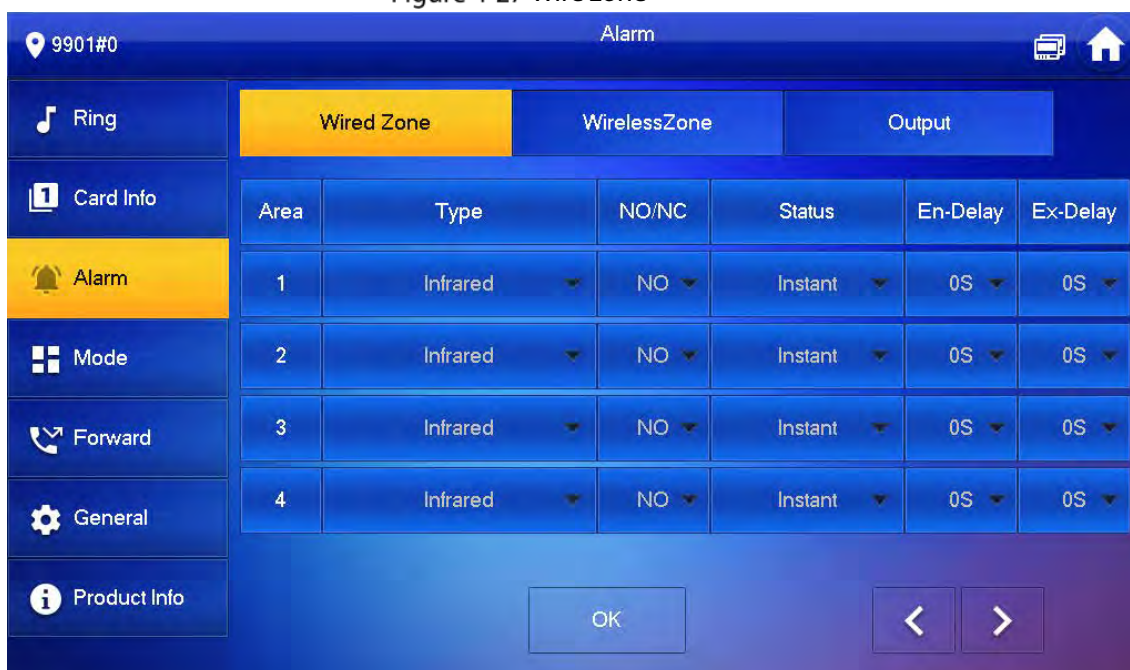 9901#0 Alarm
Ring
Wired Zone WirelessZone Output
Card Info
Area Type NO/NC Status En-Delay Ex-Delay
Alarm
1 Infrared NO Instant 0S 0S
Mode
2 Infrared NO Instant 0S 0S
Forward
3 Infrared NO Instant 0S 0S
General
4 Infrared NO Instant 0S 0S
Product Info
OK